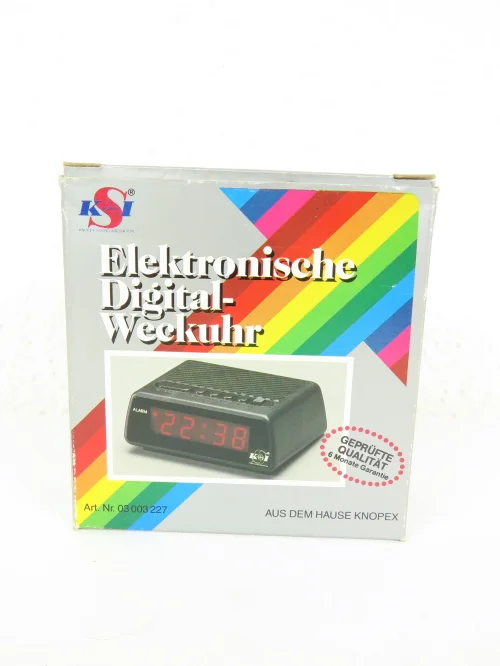 KSI®
Elektronische
Digital-
Weckuhr
ALARM
22:38
KSI
GEPRÜFTE
QUALITÄT
6 Monate Garantie
Art. Nr. 03 003 227
AUS DEM HAUSE KNOPEX